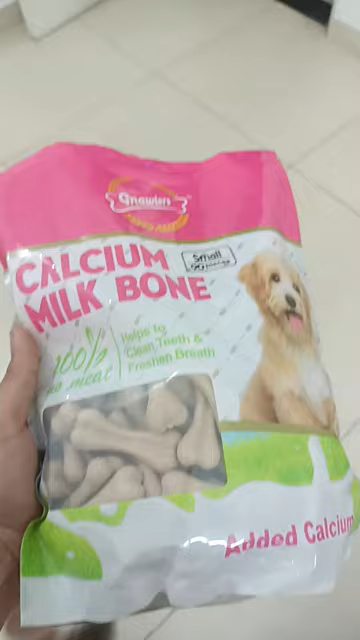 Gnawlers
CALCIUM
MILK BONE
Small
Helps to
Clean Teeth &
Freshen Breath
100%
no meat
Added Calcium